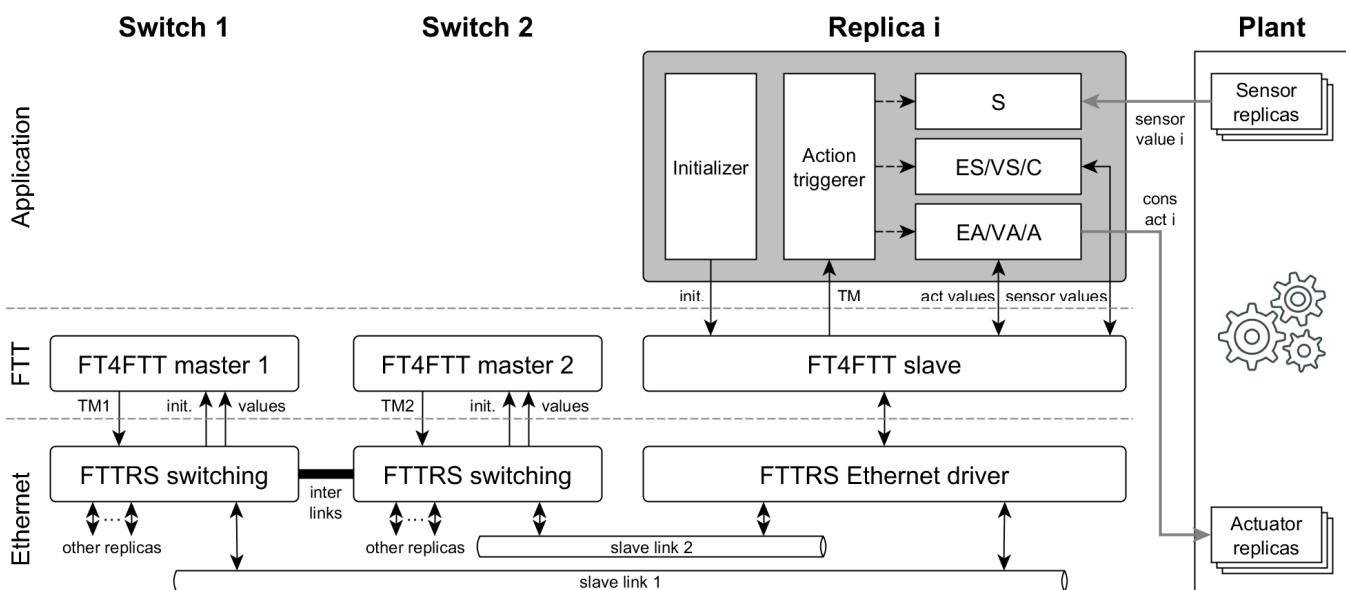 Switch 1
Switch 2
Replica i
Plant
Application
Initializer
Action
triggerer
S
ES/VS/C
EA/VA/A
Sensor
replicas
sensor
value i
cons
act i
init.
TM
act values
sensor values
FTT
FT4FTT master 1
FT4FTT master 2
FT4FTT slave
TM1
init.
values
TM2
init.
values
Ethernet
FTTRS switching
inter
links
FTTRS switching
FTTRS Ethernet driver
...
other replicas
...
other replicas
slave link 2
slave link 1
Actuator
replicas